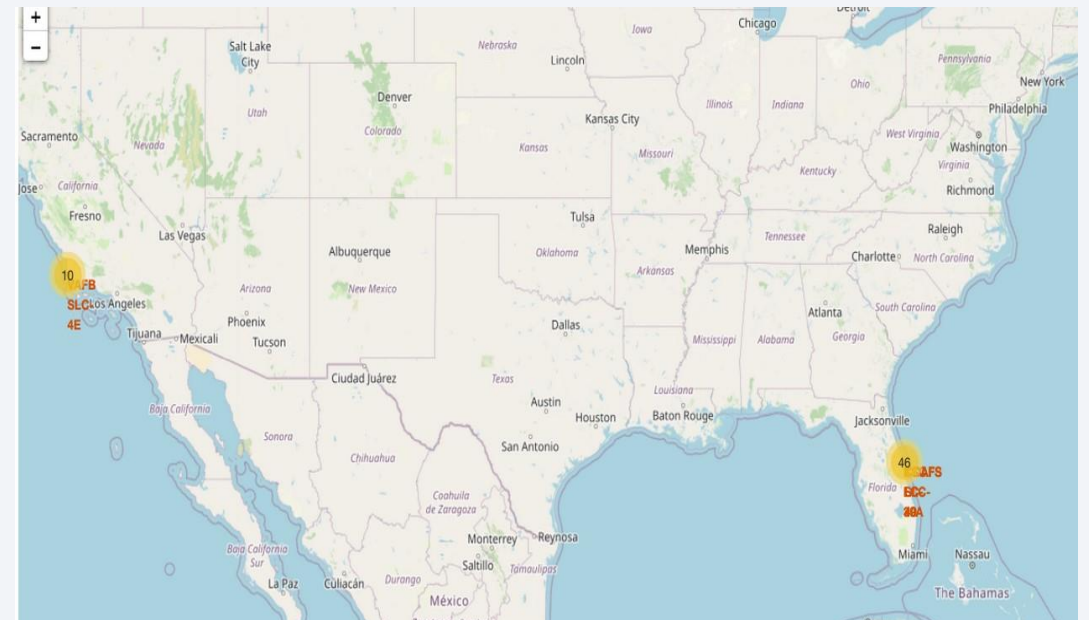 +
−
Detroit
Chicago
Iowa
Nebraska
Salt Lake
City
Lincoln
Pennsylvania
New York
Denver
Ohio
Illinois
Indiana
Utah
Philadelphia
Kansas City
Sacramento
Colorado
West Virginia
Washington
Nevada
Kansas
Missouri
Virginia
Kentucky
Jose
California
Richmond
Fresno
Tulsa
Raleigh
Las Vegas
Tennessee
Albuquerque
Oklahoma
Memphis
Charlotte
North Carolina
10
Arkansas
AFB
Arizona
New Mexico
SLC-
Los Angeles
South Carolina
4E
Phoenix
Dallas
Atlanta
Tijuana
Mexicali
Tucson
Mississippi
Alabama
Georgia
Ciudad Juárez
Texas
Louisiana
Baja California
Austin
Houston
Baton Rouge
Jacksonville
Sonora
San Antonio
Chihuahua
46
AFS
Florida
Coahuila
de Zaragoza
Monterrey
Reynosa
Baja California
Sur
Miami
Nassau
Saltillo
Tamaulipas
La Paz
Culiacán
Durango
The Bahamas
México